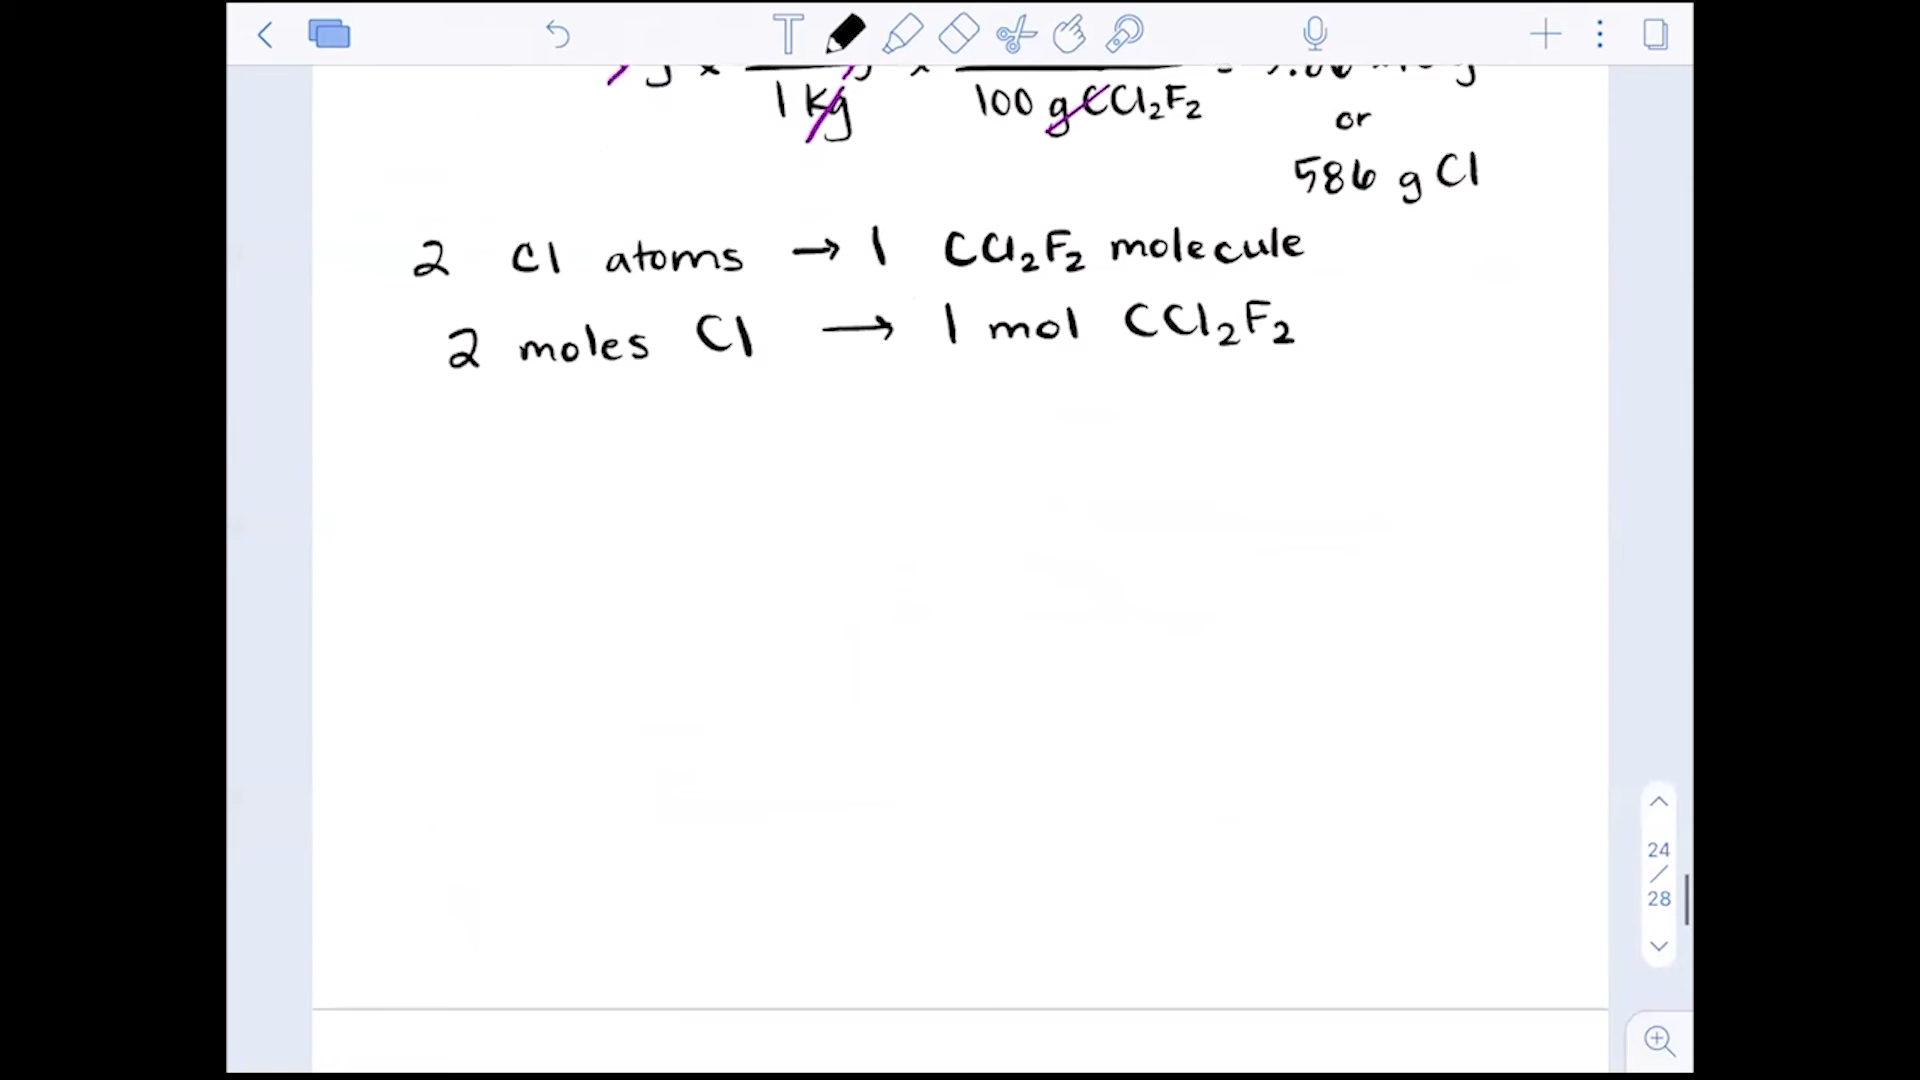 T
1 Kg 100 g CCl₂F₂
or
586 g Cl
2 Cl atoms → 1 CCl₂F₂ molecule
2 moles Cl → 1 mol CCl₂F₂
24
/
28